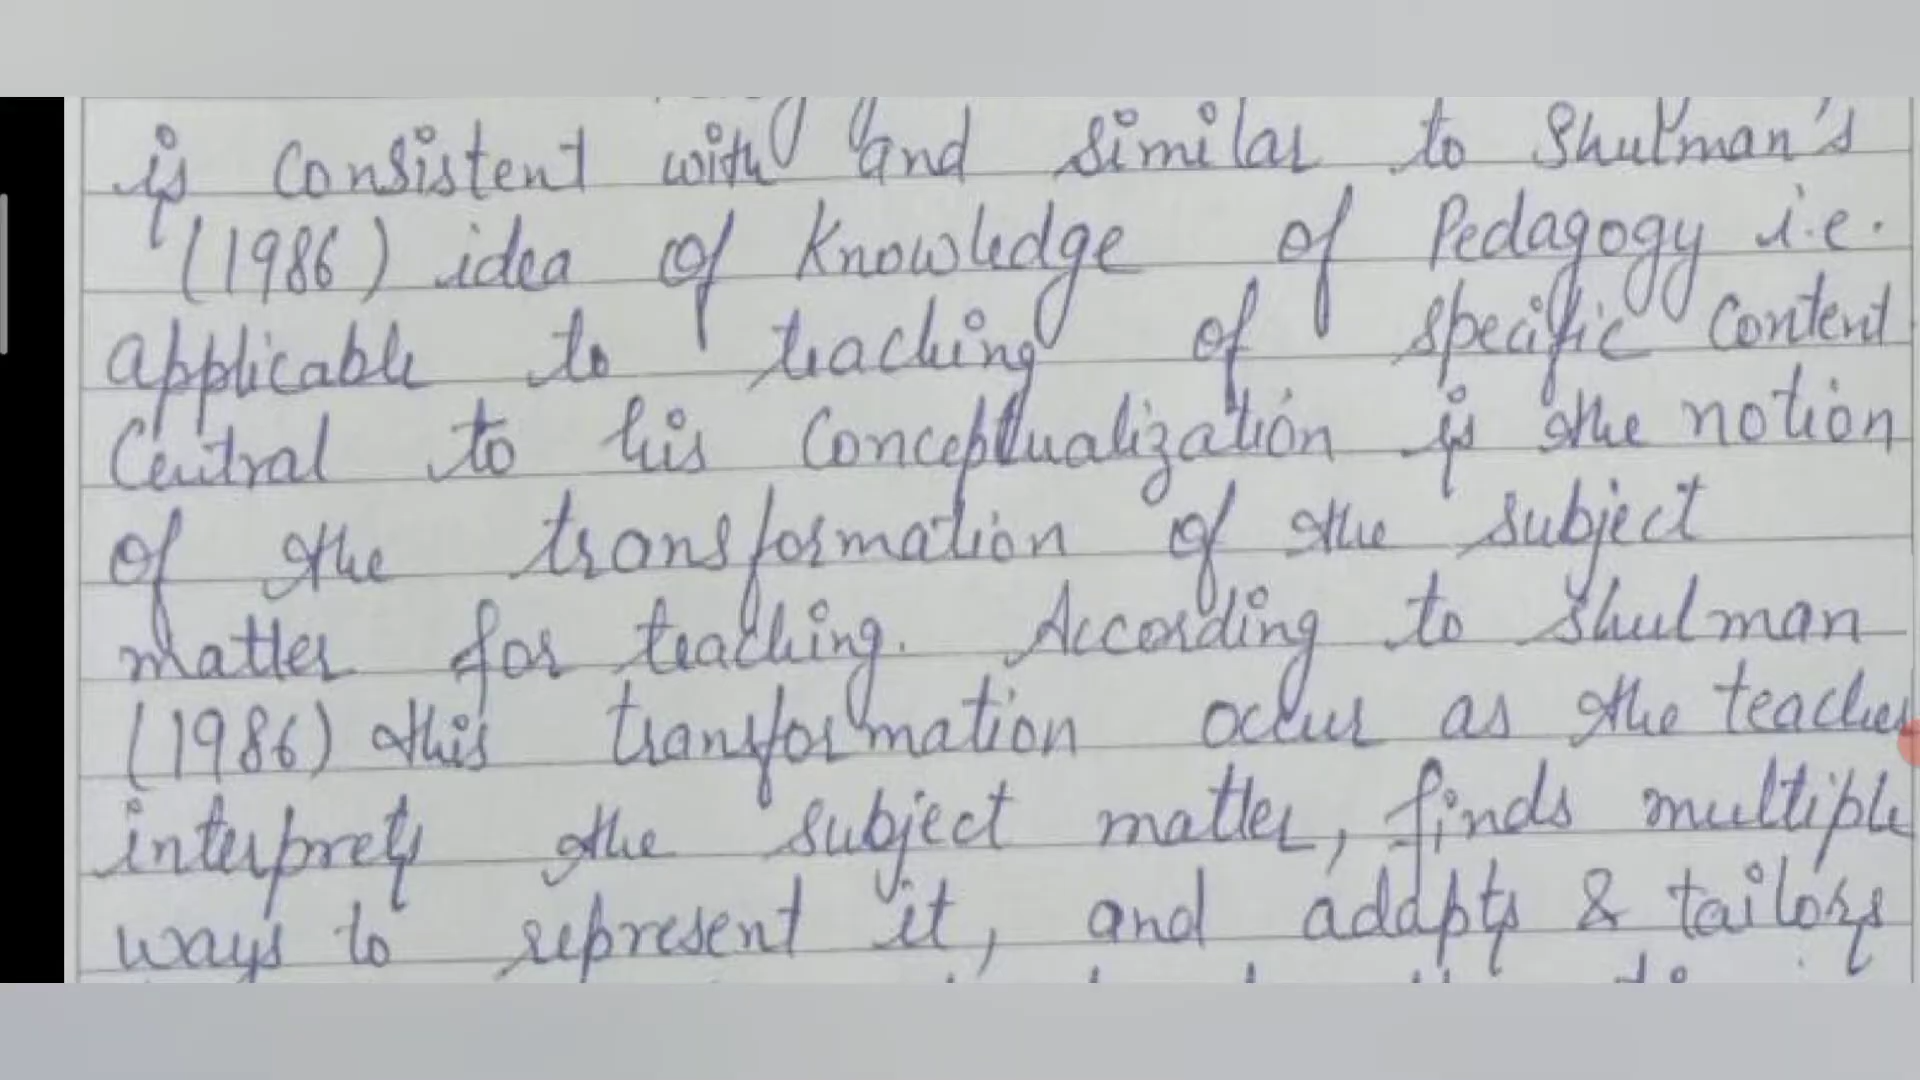 is consistent with and similar to Shulman's
(1986) idea of Knowledge of Pedagogy i.e.
applicable to teaching of specific content
Central to his Conceptualization is the notion
of the transformation of the subject
matter for teaching. According to Shulman
(1986) this transformation occur as the teacher
interprets the subject matter, finds multiple
ways to represent it, and adapts & tailors